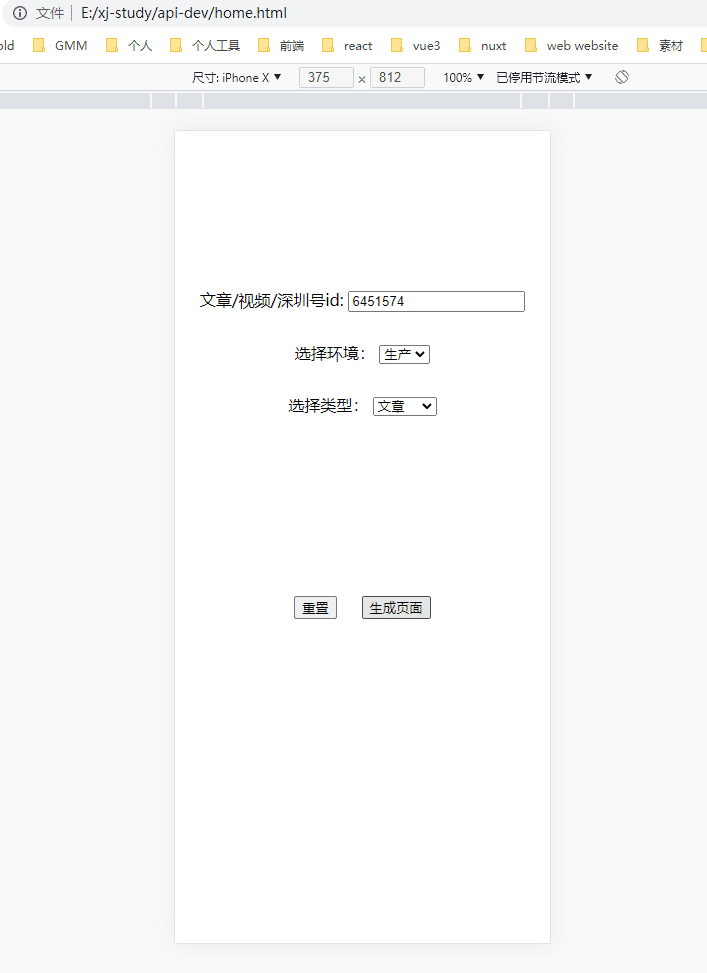 文件 E:/xj-study/api-dev/home.html
old GMM 个人 个人工具 前端 react vue3 nuxt web website 素材
尺寸: iPhone X 375 × 812 100% 已停用节流模式
文章/视频/深圳号id: 6451574
选择环境： 生产
选择类型： 文章
重置 生成页面